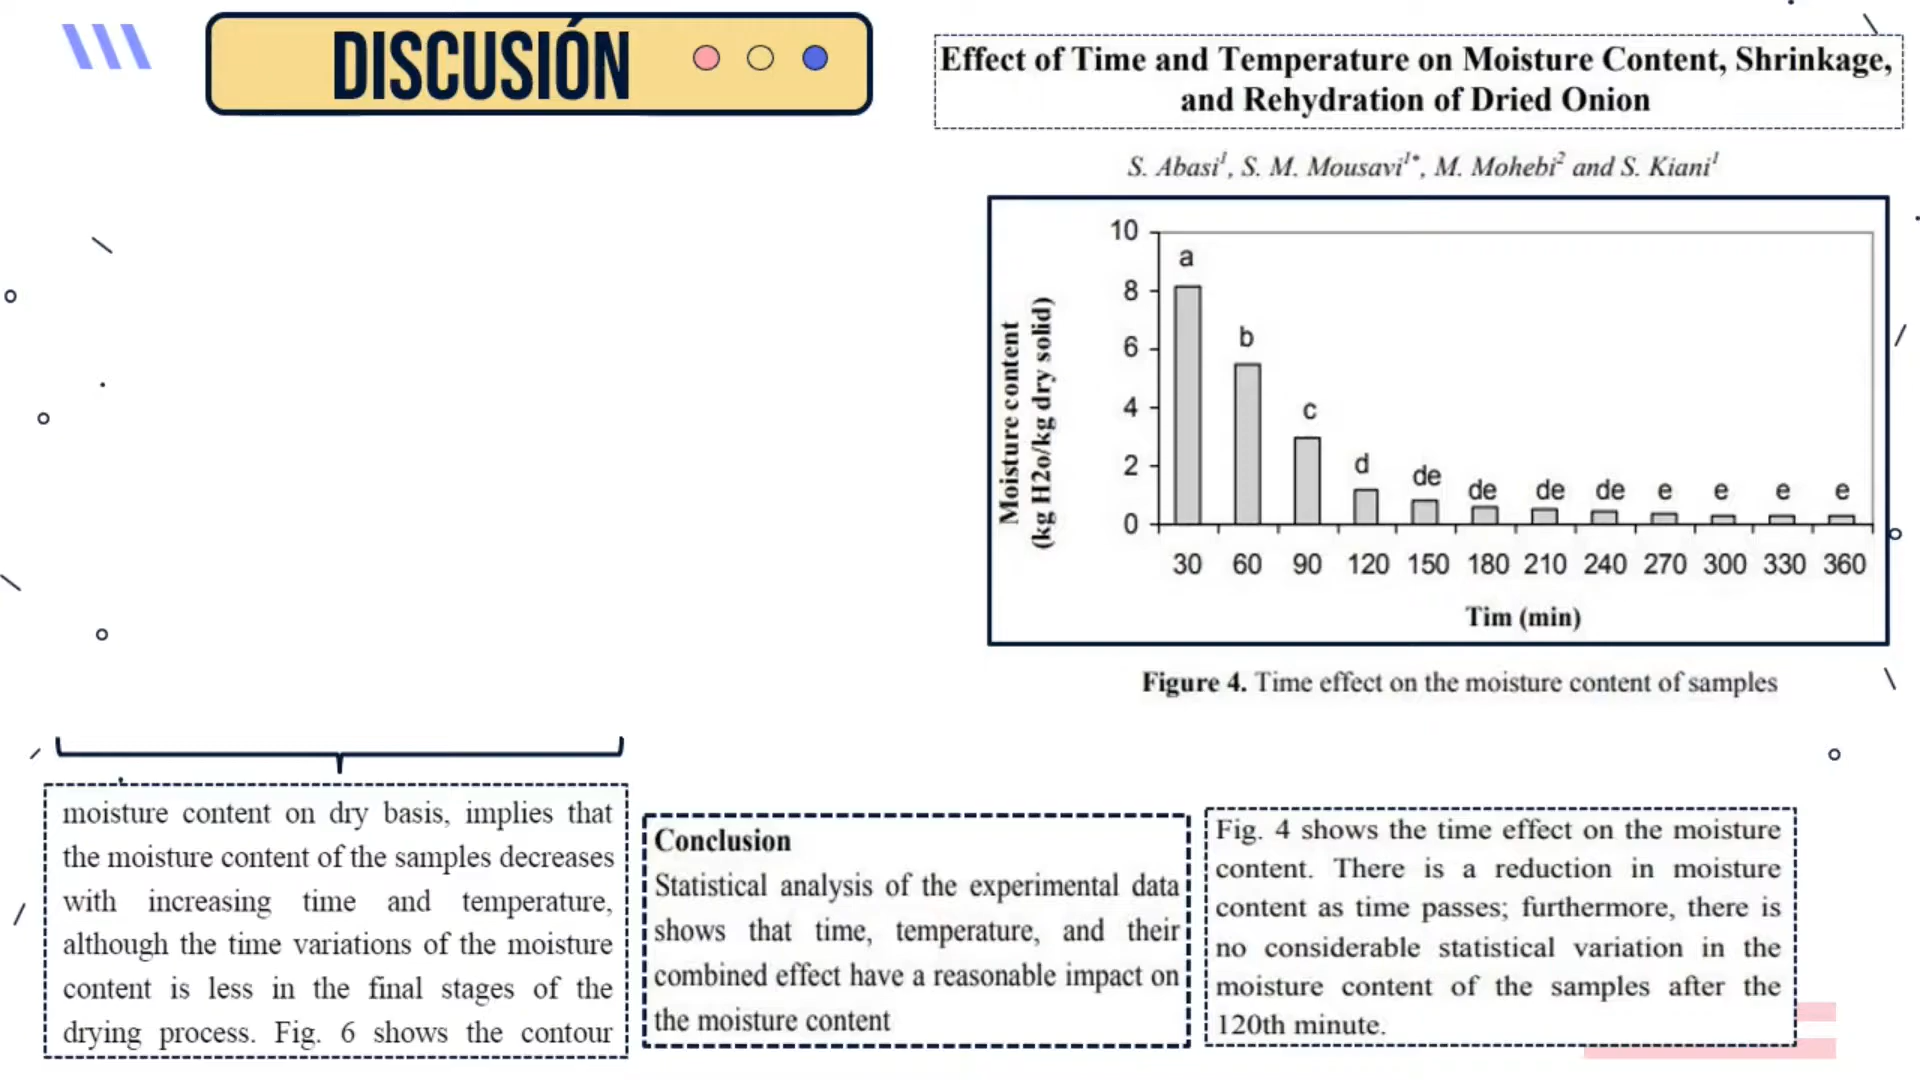 DISCUSIÓN
Effect of Time and Temperature on Moisture Content, Shrinkage,
and Rehydration of Dried Onion
S. Abasi1, S. M. Mousavi1*, M. Mohebi2 and S. Kiani1
Moisture content
(kg H2o/kg dry solid)
10
8
6
4
2
0
a
b
c
d
de
de
de
de
e
e
e
e
30 60 90 120 150 180 210 240 270 300 330 360
Tim (min)
Figure 4. Time effect on the moisture content of samples
moisture content on dry basis, implies that
the moisture content of the samples decreases
with increasing time and temperature,
although the time variations of the moisture
content is less in the final stages of the
drying process. Fig. 6 shows the contour
Conclusion
Statistical analysis of the experimental data
shows that time, temperature, and their
combined effect have a reasonable impact on
the moisture content
Fig. 4 shows the time effect on the moisture
content. There is a reduction in moisture
content as time passes; furthermore, there is
no considerable statistical variation in the
moisture content of the samples after the
120th minute.